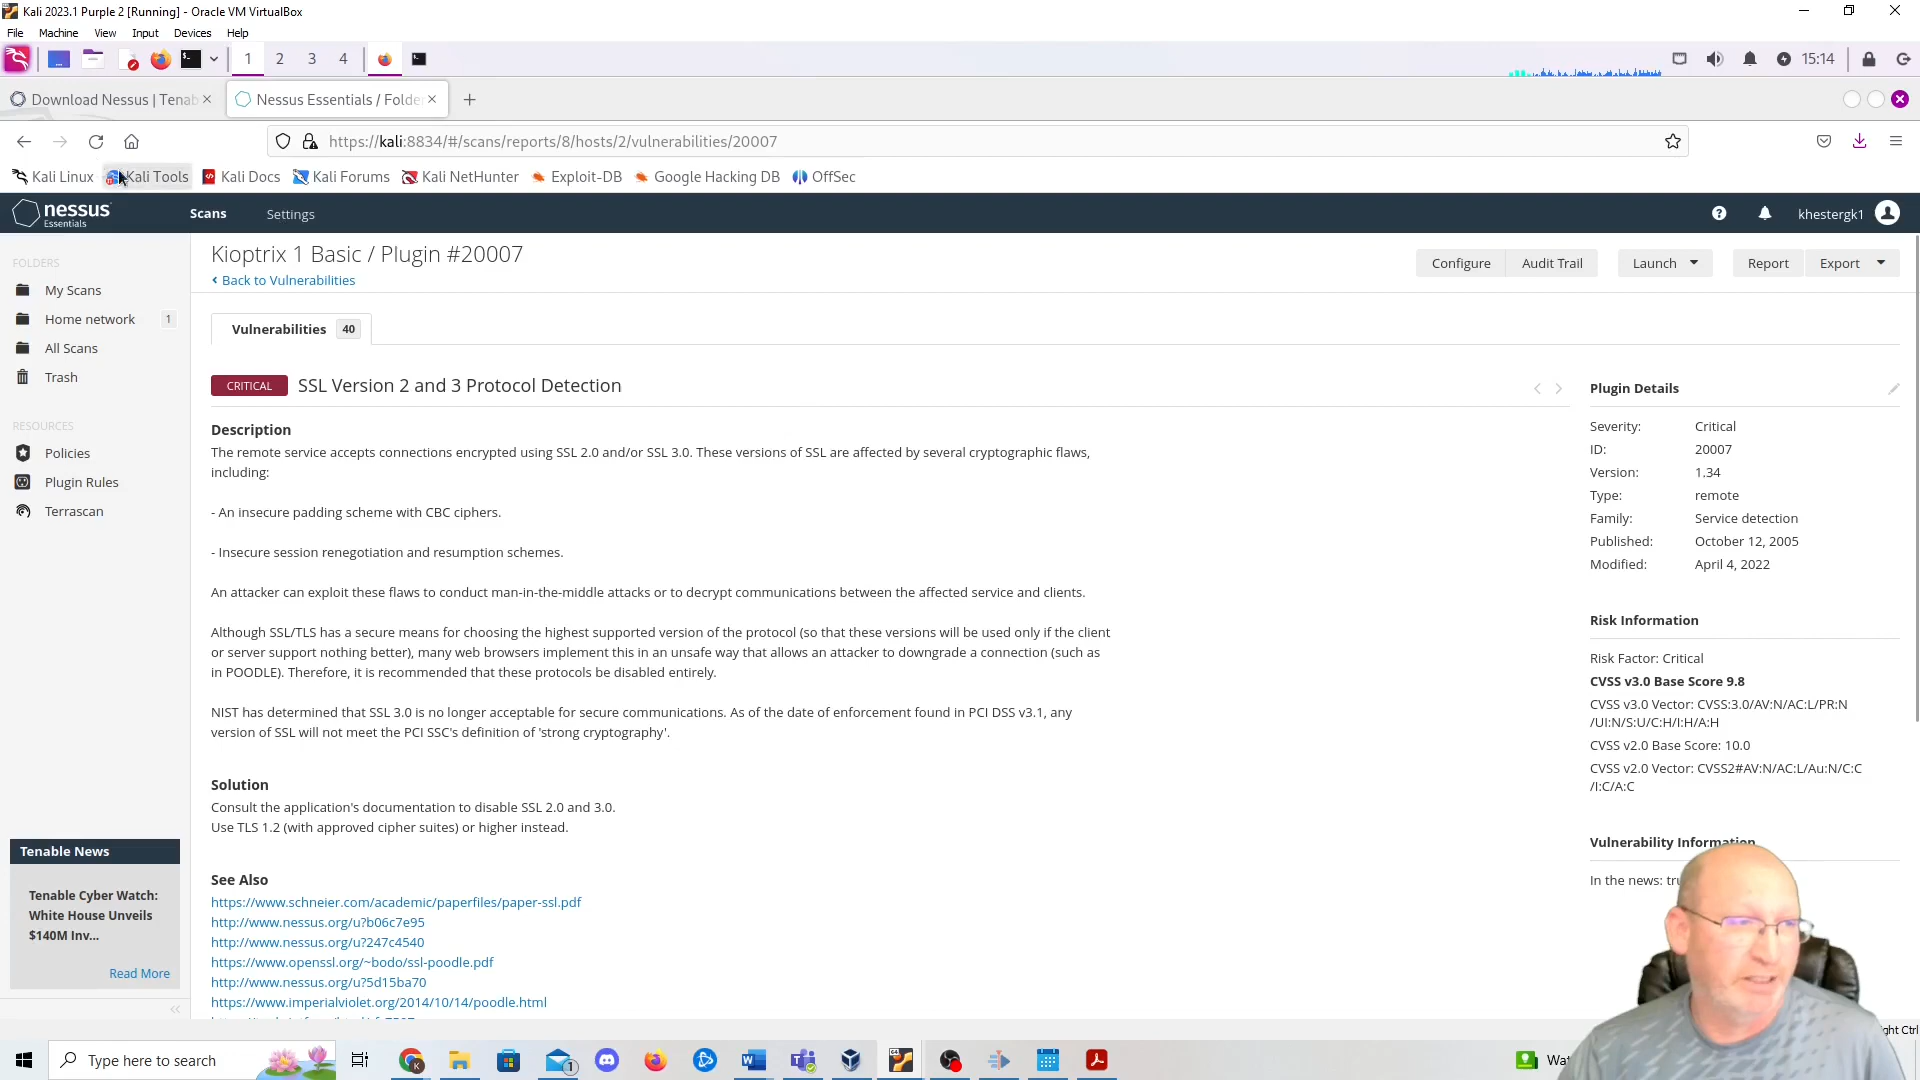 Kali 2023.1 Purple 2 [Running] - Oracle VM VirtualBox
File Machine View Input Devices Help
1 2 3 4 15:14
Download Nessus | Tenab Nessus Essentials / Folde
https://kali:8834/#/scans/reports/8/hosts/2/vulnerabilities/20007
Kali Linux Kali Tools Kali Docs Kali Forums Kali NetHunter Exploit-DB Google Hacking DB OffSec
nessus Essentials Scans Settings khestergk1
FOLDERS
My Scans
Home network 1
All Scans
Trash
RESOURCES
Policies
Plugin Rules
Terrascan
Tenable News
Tenable Cyber Watch:
White House Unveils
$140M Inv...
Read More
Kioptrix 1 Basic / Plugin #20007
Back to Vulnerabilities
Configure Audit Trail Launch Report Export
Vulnerabilities 40
CRITICAL SSL Version 2 and 3 Protocol Detection
Description
The remote service accepts connections encrypted using SSL 2.0 and/or SSL 3.0. These versions of SSL are affected by several cryptographic flaws,
including:
- An insecure padding scheme with CBC ciphers.
- Insecure session renegotiation and resumption schemes.
An attacker can exploit these flaws to conduct man-in-the-middle attacks or to decrypt communications between the affected service and clients.
Although SSL/TLS has a secure means for choosing the highest supported version of the protocol (so that these versions will be used only if the client
or server support nothing better), many web browsers implement this in an unsafe way that allows an attacker to downgrade a connection (such as
in POODLE). Therefore, it is recommended that these protocols be disabled entirely.
NIST has determined that SSL 3.0 is no longer acceptable for secure communications. As of the date of enforcement found in PCI DSS v3.1, any
version of SSL will not meet the PCI SSC's definition of 'strong cryptography'.
Solution
Consult the application's documentation to disable SSL 2.0 and 3.0.
Use TLS 1.2 (with approved cipher suites) or higher instead.
See Also
https://www.schneier.com/academic/paperfiles/paper-ssl.pdf
http://www.nessus.org/u?b06c7e95
http://www.nessus.org/u?247c4540
https://www.openssl.org/~bodo/ssl-poodle.pdf
http://www.nessus.org/u?5d15ba70
https://www.imperialviolet.org/2014/10/14/poodle.html
Plugin Details
Severity: Critical
ID: 20007
Version: 1.34
Type: remote
Family: Service detection
Published: October 12, 2005
Modified: April 4, 2022
Risk Information
Risk Factor: Critical
CVSS v3.0 Base Score 9.8
CVSS v3.0 Vector: CVSS:3.0/AV:N/AC:L/PR:N
/UI:N/S:U/C:H/I:H/A:H
CVSS v2.0 Base Score: 10.0
CVSS v2.0 Vector: CVSS2#AV:N/AC:L/Au:N/C:C
/I:C/A:C
Vulnerability Information
In the news: tru
ght Ctrl
Type here to search 1 Wat